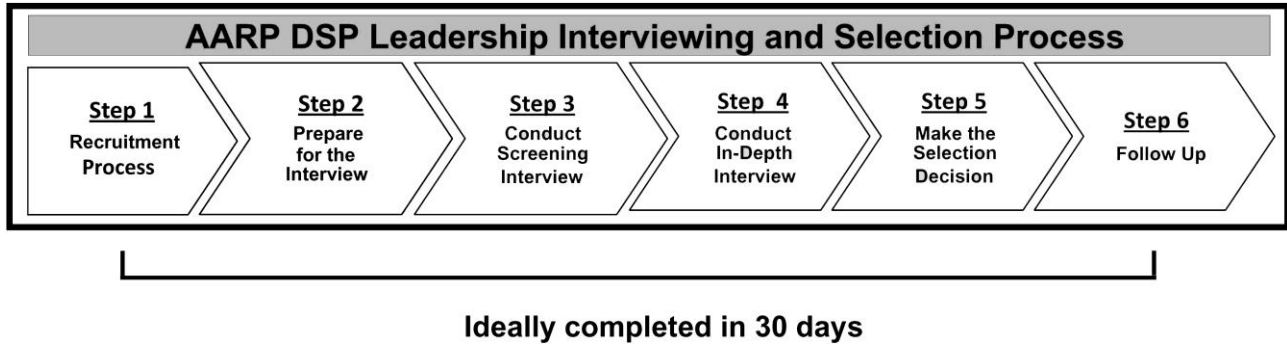 AARP DSP Leadership Interviewing and Selection Process
Step 1
Recruitment
Process
Step 2
Prepare
for the
Interview
Step 3
Conduct
Screening
Interview
Step 4
Conduct
In-Depth
Interview
Step 5
Make the
Selection
Decision
Step 6
Follow Up
Ideally completed in 30 days